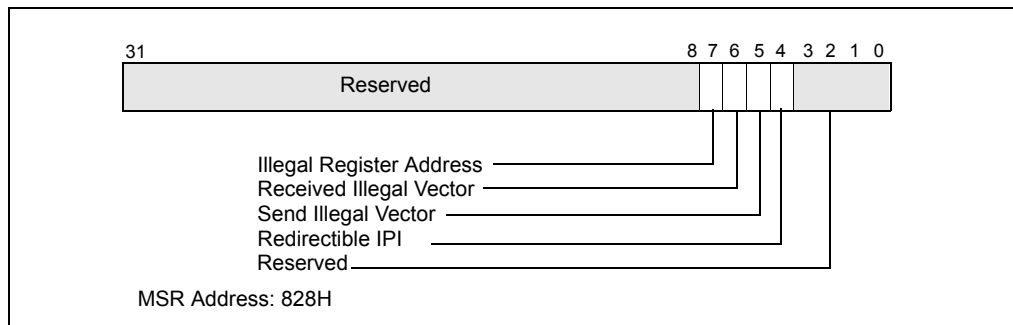 31 8 7 6 5 4 3 2 1 0
Reserved
Illegal Register Address
Received Illegal Vector
Send Illegal Vector
Redirectible IPI
Reserved
MSR Address: 828H